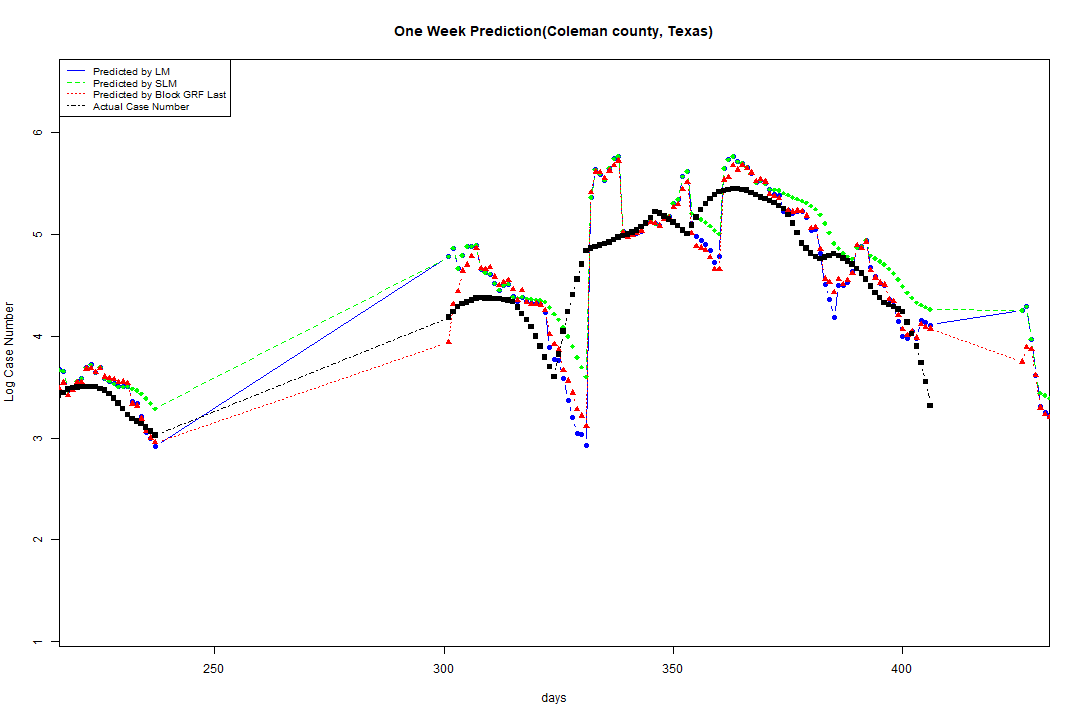 One Week Prediction(Coleman county, Texas)
Predicted by LM
Predicted by SLM
Predicted by Block GRF Last
Actual Case Number
6
5
4
3
2
1
Log Case Number
250
300
350
400
days